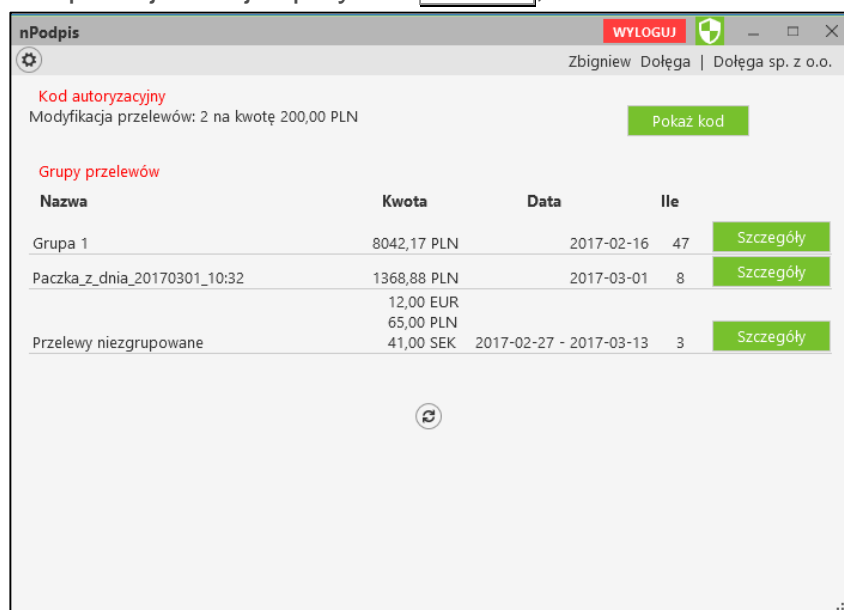 nPodpis WYLOGUJ
Zbigniew Dołęga | Dołęga sp. z o.o.
Kod autoryzacyjny
Modyfikacja przelewów: 2 na kwotę 200,00 PLN Pokaż kod
Grupy przelewów
Nazwa Kwota Data Ile
Grupa 1 8042,17 PLN 2017-02-16 47 Szczegóły
Paczka_z_dnia_20170301_10:32 1368,88 PLN 2017-03-01 8 Szczegóły
12,00 EUR
65,00 PLN
Przelewy niezgrupowane 41,00 SEK 2017-02-27 - 2017-03-13 3 Szczegóły